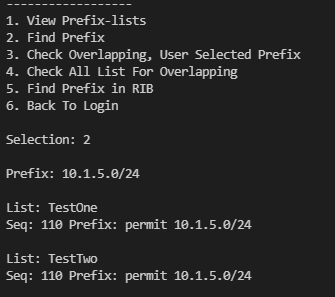 ------------------
1. View Prefix-lists
2. Find Prefix
3. Check Overlapping, User Selected Prefix
4. Check All List For Overlapping
5. Find Prefix in RIB
6. Back To Login
Selection: 2
Prefix: 10.1.5.0/24
List: TestOne
Seq: 110 Prefix: permit 10.1.5.0/24
List: TestTwo
Seq: 110 Prefix: permit 10.1.5.0/24